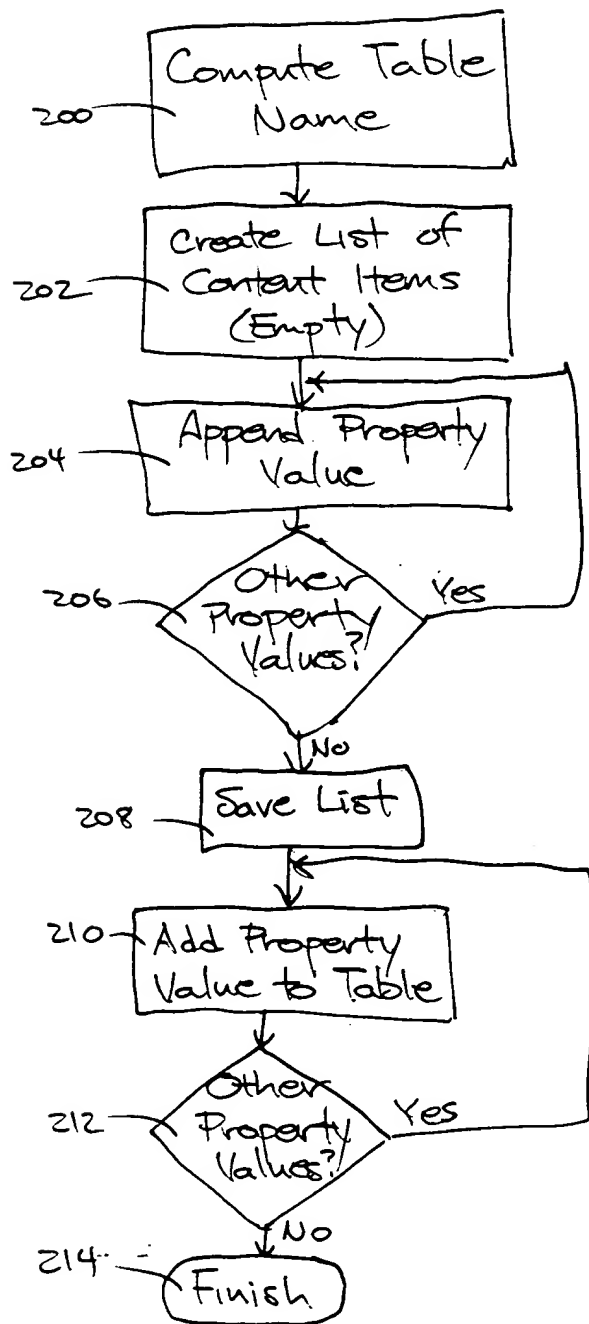 Compute Table
Name
200
Create List of
Content Items
(Empty)
202
Append Property
Value
204
Other
Property
Values?
206
Yes
No
Save List
208
210
Add Property
Value to Table
Other
Property
Values?
212
Yes
No
214
Finish